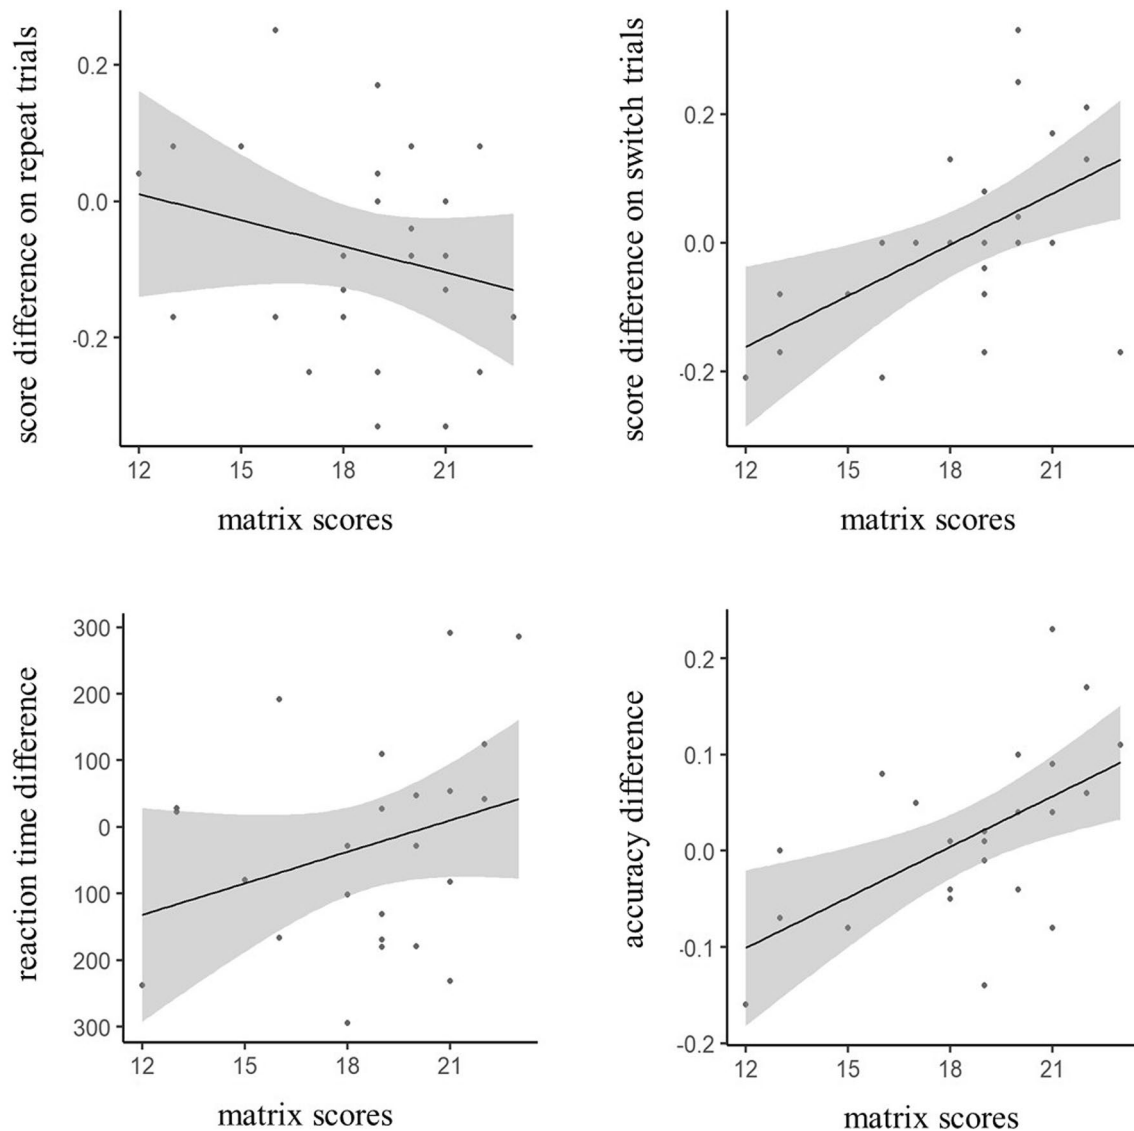 score difference on repeat trials
0.2
0.0
-0.2
12 15 18 21
matrix scores
score difference on switch trials
0.2
0.0
-0.2
12 15 18 21
matrix scores
reaction time difference
300
200
100
0
100
200
300
12 15 18 21
matrix scores
accuracy difference
0.2
0.1
0.0
-0.1
-0.2
12 15 18 21
matrix scores